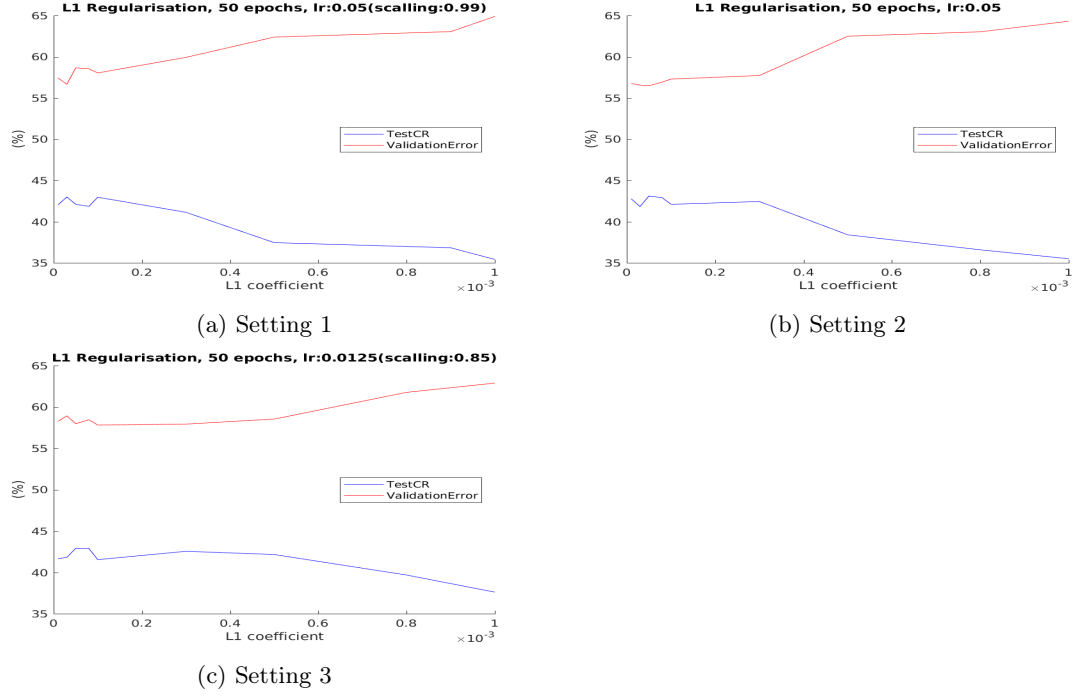 L1 Regularisation, 50 epochs, lr:0.05(scalling:0.99)
65
60
55
50
45
40
35
(%)
TestCR
ValidationError
0 0.2 0.4 0.6 0.8 1
L1 coefficient ×10⁻³
(a) Setting 1
L1 Regularisation, 50 epochs, lr:0.05
65
60
55
50
45
40
35
(%)
TestCR
ValidationError
0 0.2 0.4 0.6 0.8 1
L1 coefficient ×10⁻³
(b) Setting 2
L1 Regularisation, 50 epochs, lr:0.0125(scalling:0.85)
65
60
55
50
45
40
35
(%)
TestCR
ValidationError
0 0.2 0.4 0.6 0.8 1
L1 coefficient ×10⁻³
(c) Setting 3